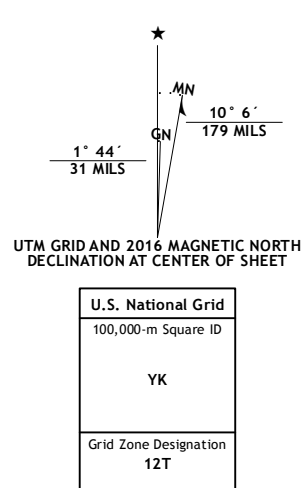 ★
MN
GN
10° 6´
179 MILS
1° 44´
31 MILS
UTM GRID AND 2016 MAGNETIC NORTH
DECLINATION AT CENTER OF SHEET
U.S. National Grid
100,000-m Square ID
YK
Grid Zone Designation
12T